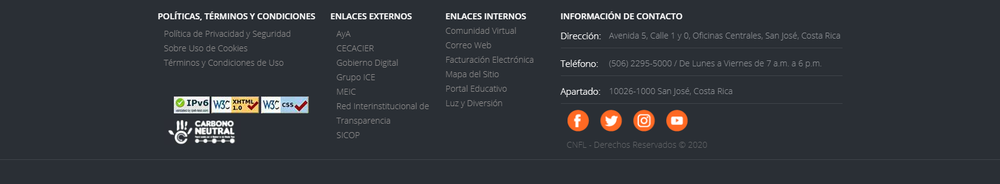 POLÍTICAS, TÉRMINOS Y CONDICIONES
Política de Privacidad y Seguridad
Sobre Uso de Cookies
Términos y Condiciones de Uso
IPv6
W3C XHTML 1.0
W3C CSS
CARBONO
NEUTRAL
ENLACES EXTERNOS
AyA
CECACIER
Gobierno Digital
Grupo ICE
MEIC
Red Interinstitucional de
Transparencia
SICOP
ENLACES INTERNOS
Comunidad Virtual
Correo Web
Facturación Electrónica
Mapa del Sitio
Portal Educativo
Luz y Diversión
INFORMACIÓN DE CONTACTO
Dirección: Avenida 5, Calle 1 y 0, Oficinas Centrales, San José, Costa Rica
Teléfono: (506) 2295-5000 / De Lunes a Viernes de 7 a.m. a 6 p.m.
Apartado: 10026-1000 San José, Costa Rica
CNFL - Derechos Reservados © 2020